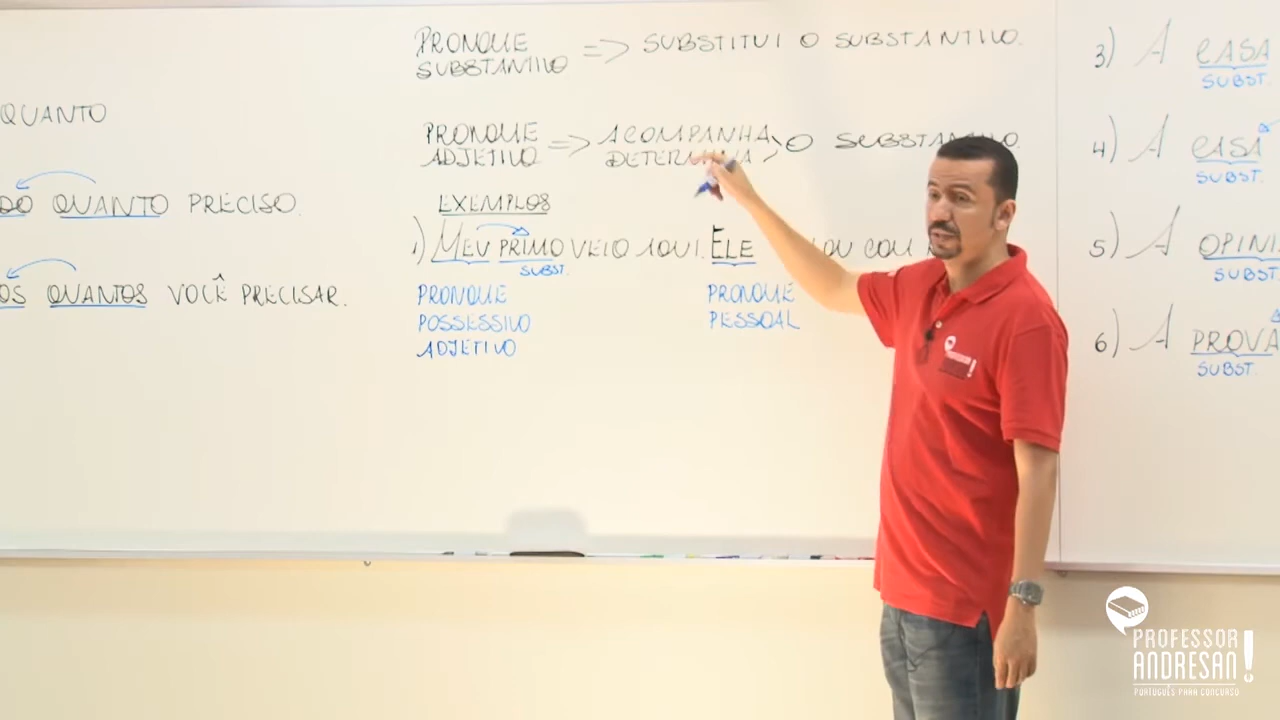 QUANTO
DO QUANTO PRECISO.
OS QUANTOS VOCÊ PRECISAR.
PRONOME => SUBSTITUI O SUBSTANTIVO.
SUBSTANTIVO
PRONOME => ACOMPANHA O SUBSTANTIVO.
ADJETIVO DETERMINA
EXEMPLOS
1) MEU PRIMO VEIO AQUI. ELE OU COM
SUBST.
PRONOME PRONOME
POSSESSIVO PESSOAL
ADJETIVO
3) A CASA
SUBST.
4) A CASA
SUBST.
5) A OPINI
SUBST.
6) A PROVA
SUBST.
PROFESSOR
ANDRESAN!
PORTUGUÊS PARA CONCURSO